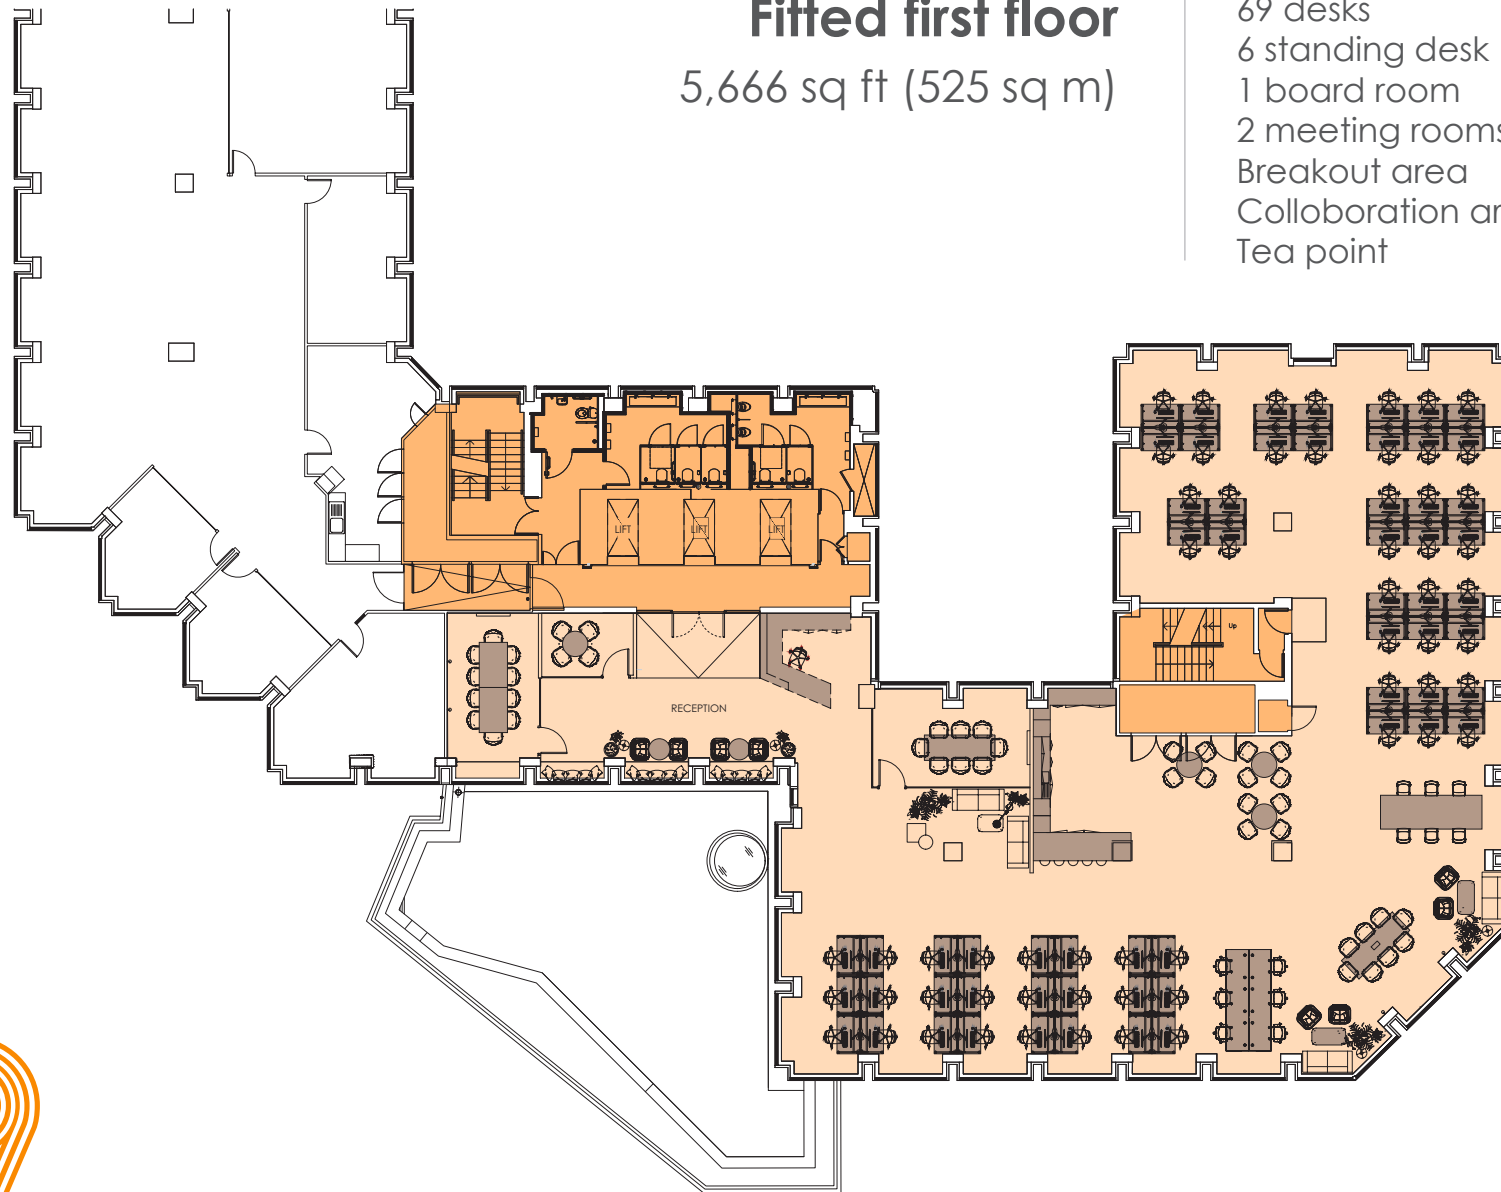 Fitted first floor
5,666 sq ft (525 sq m)
69 desks
6 standing desk
1 board room
2 meeting rooms
Breakout area
Colloboration ar
Tea point
LIFT
LIFT
LIFT
Up
RECEPTION